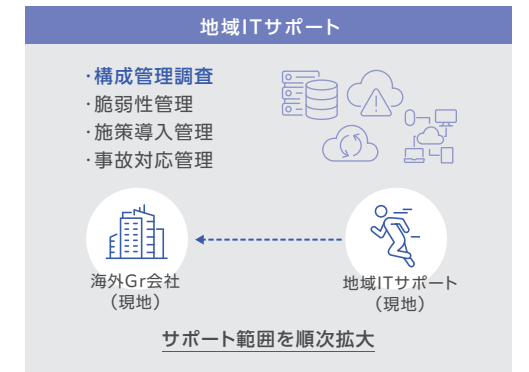 地域ITサポート
・構成管理調査
・脆弱性管理
・施策導入管理
・事故対応管理
海外Gr会社
（現地）
地域ITサポート
（現地）
サポート範囲を順次拡大